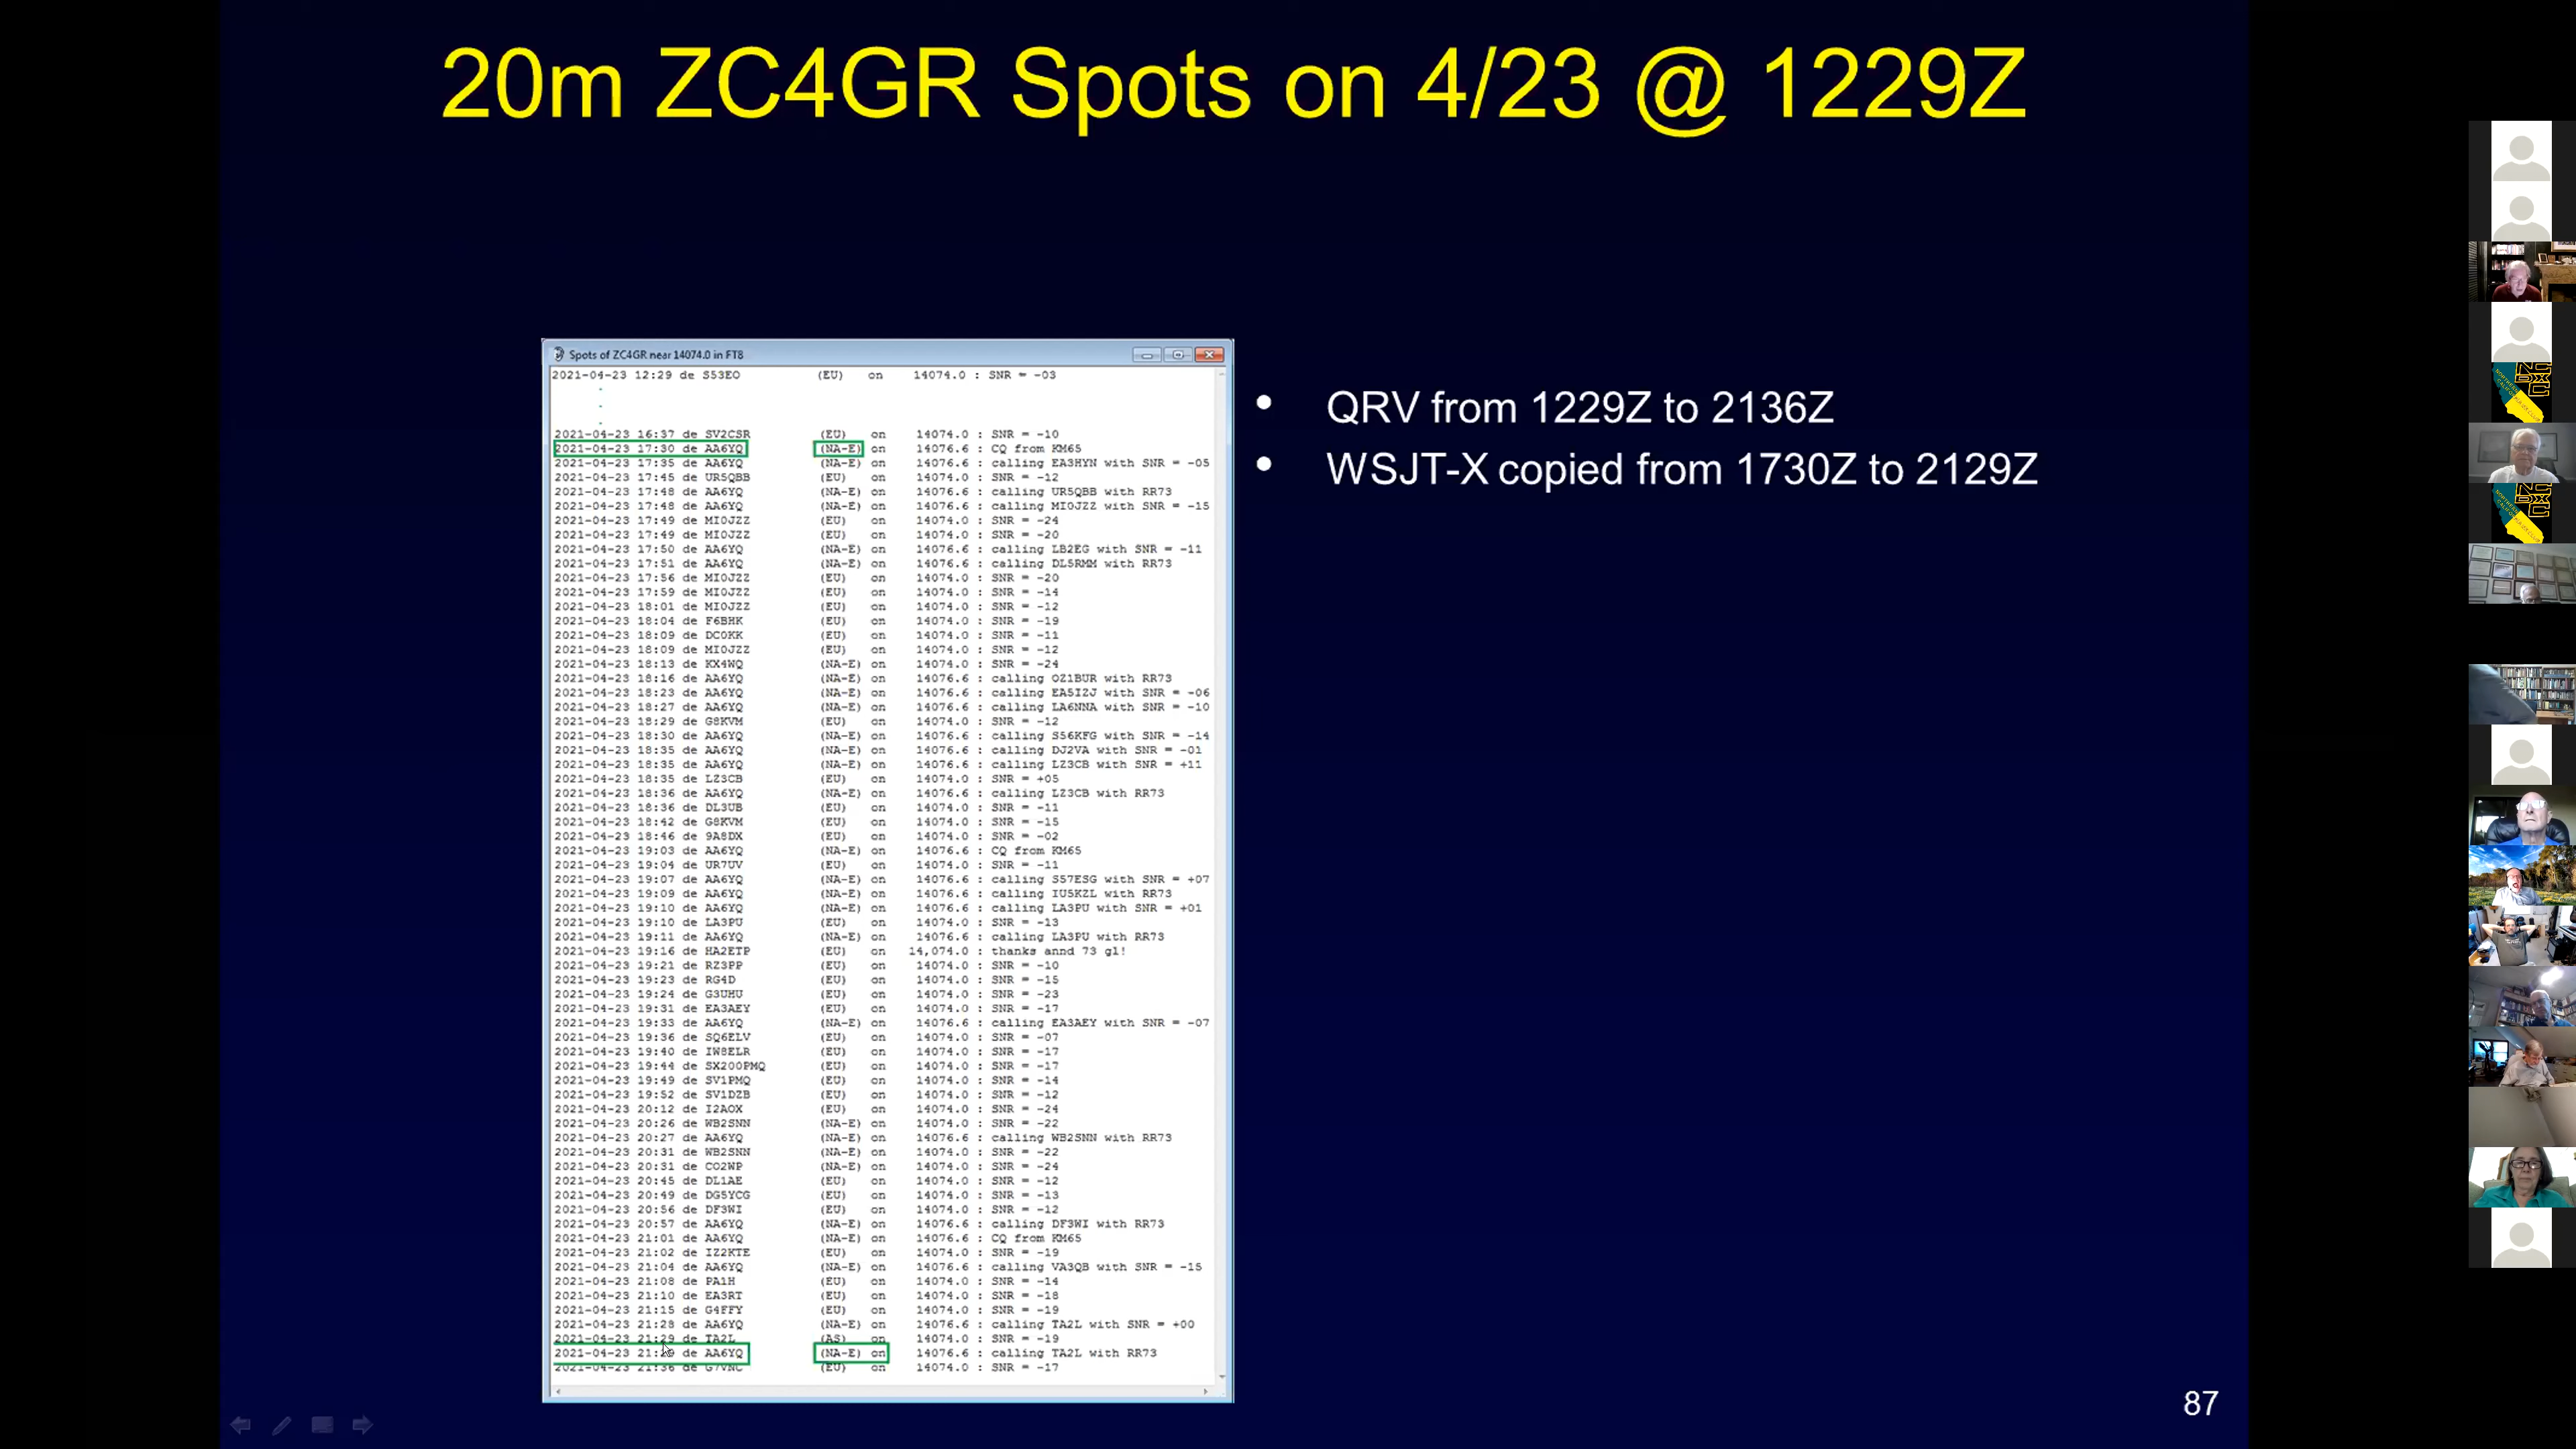 20m ZC4GR Spots on 4/23 @ 1229Z
Spots of ZC4GR near 14074.0 in FT8
2021-04-23 12:29 de S53EO (EU) on 14074.0 : SNR = -03
2021-04-23 16:37 de SV2CSR (EU) on 14074.0 : SNR = -10
2021-04-23 17:30 de AA6YQ (NA-E) on 14076.6 : CQ from KM65
2021-04-23 17:35 de AA6YQ (NA-E) on 14076.6 : calling EA3HYN with SNR = -05
2021-04-23 17:45 de UR5QBB (EU) on 14074.0 : SNR = -12
2021-04-23 17:48 de AA6YQ (NA-E) on 14076.6 : calling UR5QBB with RR73
2021-04-23 17:48 de AA6YQ (NA-E) on 14076.6 : calling MI0JZZ with SNR = -15
2021-04-23 17:49 de MI0JZZ (EU) on 14074.0 : SNR = -24
2021-04-23 17:49 de MI0JZZ (EU) on 14074.0 : SNR = -20
2021-04-23 17:50 de AA6YQ (NA-E) on 14076.6 : calling LB2EG with SNR = -11
2021-04-23 17:51 de AA6YQ (NA-E) on 14076.6 : calling DL5RMM with RR73
2021-04-23 17:56 de MI0JZZ (EU) on 14074.0 : SNR = -20
2021-04-23 17:59 de MI0JZZ (EU) on 14074.0 : SNR = -14
2021-04-23 18:01 de MI0JZZ (EU) on 14074.0 : SNR = -12
2021-04-23 18:04 de F6BHK (EU) on 14074.0 : SNR = -19
2021-04-23 18:09 de DC0KK (EU) on 14074.0 : SNR = -11
2021-04-23 18:09 de MI0JZZ (EU) on 14074.0 : SNR = -12
2021-04-23 18:13 de KX4WQ (NA-E) on 14074.0 : SNR = -24
2021-04-23 18:16 de AA6YQ (NA-E) on 14076.6 : calling OZ1BUR with RR73
2021-04-23 18:23 de AA6YQ (NA-E) on 14076.6 : calling EA5IZJ with SNR = -06
2021-04-23 18:27 de AA6YQ (NA-E) on 14076.6 : calling LA6NNA with SNR = -10
2021-04-23 18:29 de G8KVM (EU) on 14074.0 : SNR = -12
2021-04-23 18:30 de AA6YQ (NA-E) on 14076.6 : calling S56KFG with SNR = -14
2021-04-23 18:35 de AA6YQ (NA-E) on 14076.6 : calling DJ2VA with SNR = -01
2021-04-23 18:35 de AA6YQ (NA-E) on 14076.6 : calling LZ3CB with SNR = +11
2021-04-23 18:35 de LZ3CB (EU) on 14074.0 : SNR = +05
2021-04-23 18:36 de AA6YQ (NA-E) on 14076.6 : calling LZ3CB with RR73
2021-04-23 18:36 de DL3UB (EU) on 14074.0 : SNR = -11
2021-04-23 18:42 de G8KVM (EU) on 14074.0 : SNR = -15
2021-04-23 18:46 de 9A8DX (EU) on 14074.0 : SNR = -02
2021-04-23 19:03 de AA6YQ (NA-E) on 14076.6 : CQ from KM65
2021-04-23 19:04 de UR7UV (EU) on 14074.0 : SNR = -11
2021-04-23 19:07 de AA6YQ (NA-E) on 14076.6 : calling S57ESG with SNR = +07
2021-04-23 19:09 de AA6YQ (NA-E) on 14076.6 : calling IU5KZL with RR73
2021-04-23 19:10 de AA6YQ (NA-E) on 14076.6 : calling LA3PU with SNR = +01
2021-04-23 19:10 de LA3PU (EU) on 14074.0 : SNR = -13
2021-04-23 19:11 de AA6YQ (NA-E) on 14076.6 : calling LA3PU with RR73
2021-04-23 19:16 de HA2ETP (EU) on 14,074.0 : thanks annd 73 gl!
2021-04-23 19:21 de RZ3PP (EU) on 14074.0 : SNR = -10
2021-04-23 19:23 de RG4D (EU) on 14074.0 : SNR = -15
2021-04-23 19:24 de G3UHU (EU) on 14074.0 : SNR = -23
2021-04-23 19:31 de EA3AEY (EU) on 14074.0 : SNR = -17
2021-04-23 19:33 de AA6YQ (NA-E) on 14076.6 : calling EA3AEY with SNR = -07
2021-04-23 19:36 de SQ6ELV (EU) on 14074.0 : SNR = -07
2021-04-23 19:40 de IW8ELR (EU) on 14074.0 : SNR = -17
2021-04-23 19:44 de SX200PMQ (EU) on 14074.0 : SNR = -17
2021-04-23 19:49 de SV1PMQ (EU) on 14074.0 : SNR = -14
2021-04-23 19:52 de SV1DZB (EU) on 14074.0 : SNR = -12
2021-04-23 20:12 de I2AOX (EU) on 14074.0 : SNR = -24
2021-04-23 20:26 de WB2SNN (NA-E) on 14074.0 : SNR = -22
2021-04-23 20:27 de AA6YQ (NA-E) on 14076.6 : calling WB2SNN with RR73
2021-04-23 20:31 de WB2SNN (NA-E) on 14074.0 : SNR = -22
2021-04-23 20:31 de CO2WP (NA-E) on 14074.0 : SNR = -24
2021-04-23 20:45 de DL1AE (EU) on 14074.0 : SNR = -12
2021-04-23 20:49 de DG5YCG (EU) on 14074.0 : SNR = -13
2021-04-23 20:56 de DF3WI (EU) on 14074.0 : SNR = -12
2021-04-23 20:57 de AA6YQ (NA-E) on 14076.6 : calling DF3WI with RR73
2021-04-23 21:01 de AA6YQ (NA-E) on 14076.6 : CQ from KM65
2021-04-23 21:02 de IZ2KTE (EU) on 14074.0 : SNR = -19
2021-04-23 21:04 de AA6YQ (NA-E) on 14076.6 : calling VA3QB with SNR = -15
2021-04-23 21:08 de PA1H (EU) on 14074.0 : SNR = -14
2021-04-23 21:10 de EA3RT (EU) on 14074.0 : SNR = -18
2021-04-23 21:15 de G4FFY (EU) on 14074.0 : SNR = -19
2021-04-23 21:28 de AA6YQ (NA-E) on 14076.6 : calling TA2L with SNR = +00
2021-04-23 21:29 de TA2L (AS) on 14074.0 : SNR = -19
2021-04-23 21:29 de AA6YQ (NA-E) on 14076.6 : calling TA2L with RR73
2021-04-23 21:36 de G7VNC (EU) on 14074.0 : SNR = -17
• QRV from 1229Z to 2136Z
• WSJT-X copied from 1730Z to 2129Z
87